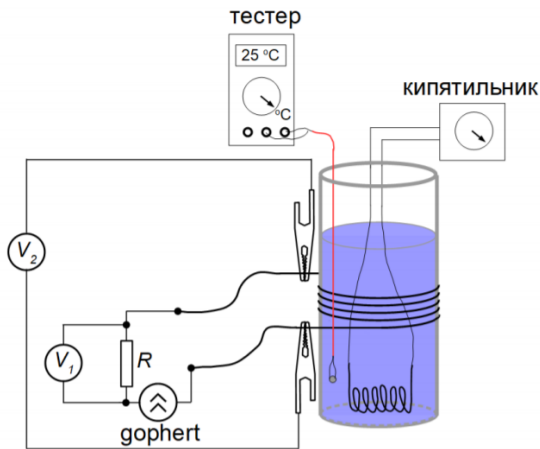 тестер
25 °C
°C
кипятильник
V2
V1
R
gophert